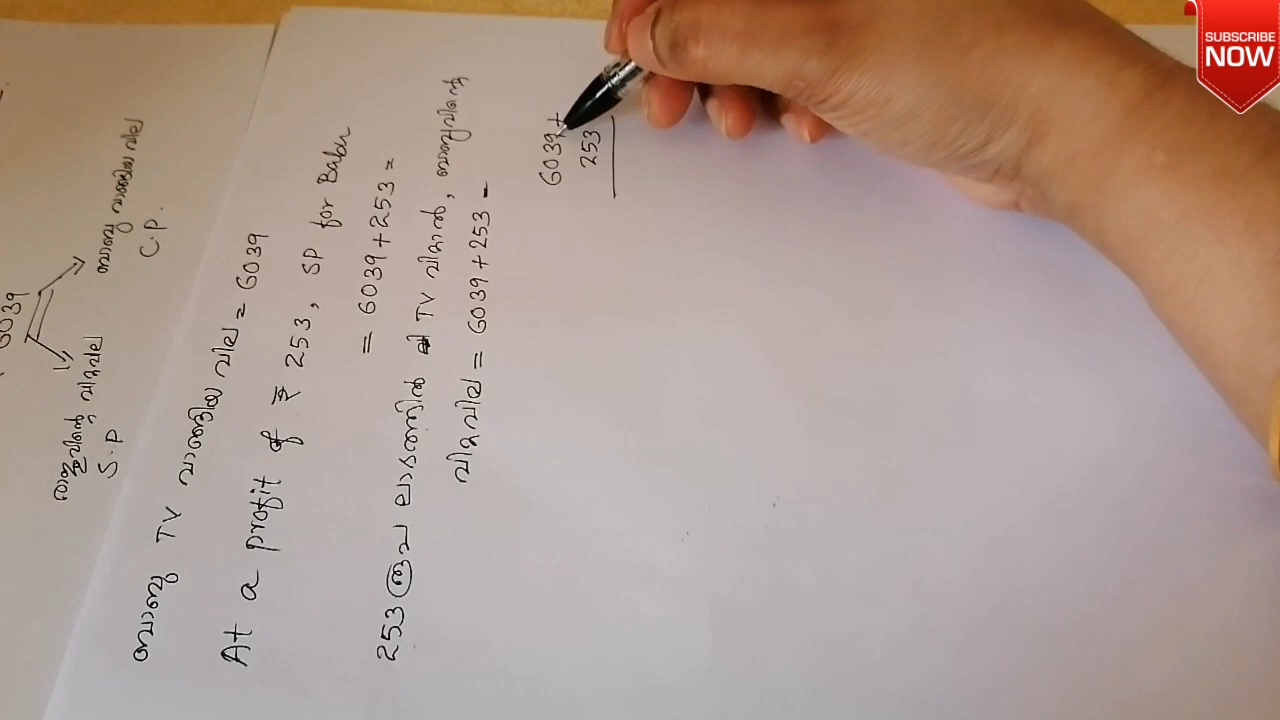 6039
രാജുവിന്റെ വിറ്റവില
S.P
ബാബു വാങ്ങിയ വില
C.P.
ബാബു TV വാങ്ങിയ വില = 6039
At a profit of ₹ 253, SP for Babu
= 6039 + 253 =
253 രൂപ ലാഭത്തിൽ TV വിറ്റാൽ, ബാബുവിന്റെ
വിറ്റവില = 6039 + 253 =
6039 +
253
SUBSCRIBE
NOW